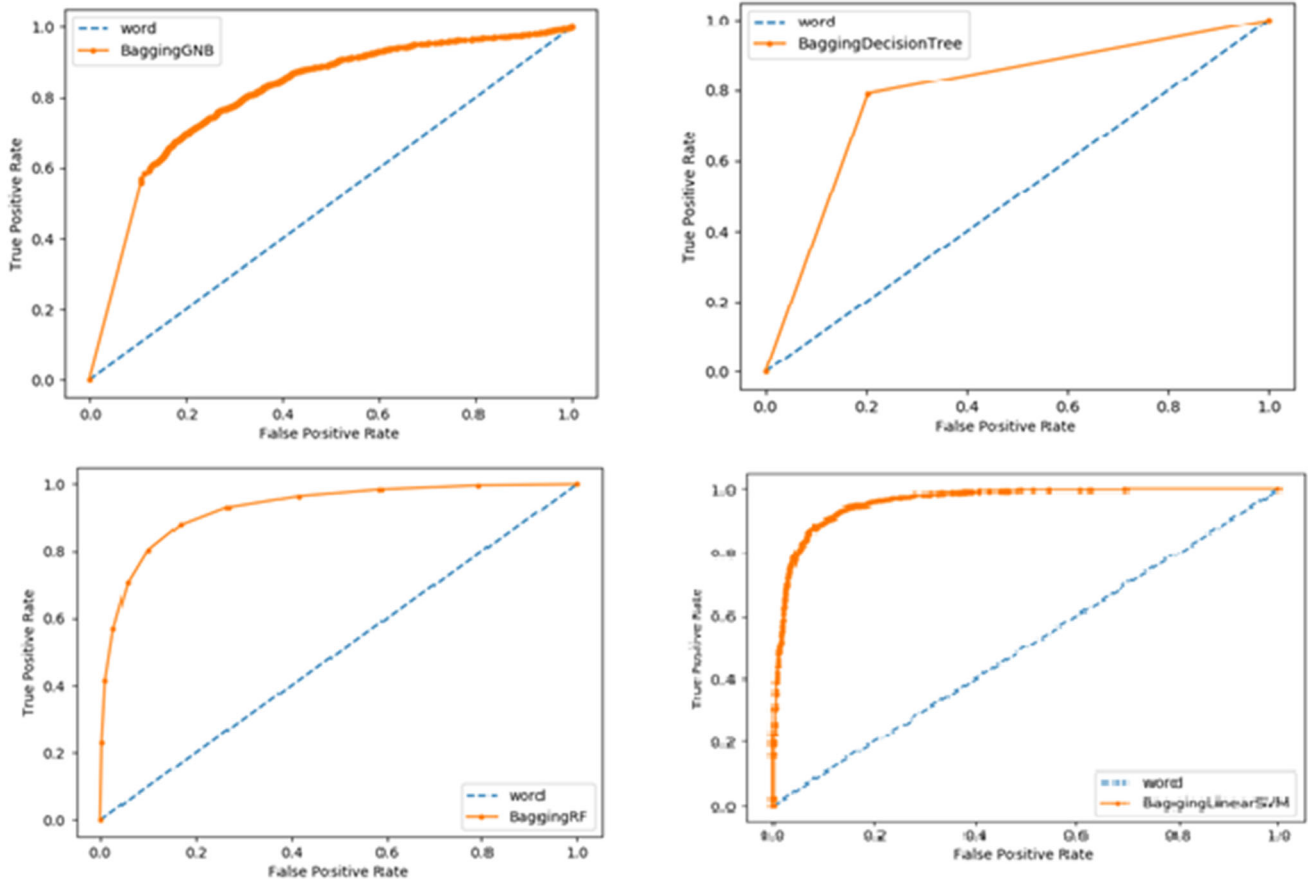 word
BaggingGNB
1.0
0.8
0.6
0.4
0.2
0.0
True Positive Rate
0.0 0.2 0.4 0.6 0.8 1.0
False Positive Rate
word
BaggingDecisionTree
1.0
0.8
0.6
0.4
0.2
0.0
True Positive Rate
0.0 0.2 0.4 0.6 0.8 1.0
False Positive Rate
1.0
0.8
0.6
0.4
0.2
0.0
True Positive Rate
word
BaggingRF
0.0 0.2 0.4 0.6 0.8 1.0
False Positive Rate
1.0
0.8
0.6
0.4
0.2
0.0
True Positive Rate
word
BaggingLinearSVM
0.0 0.2 0.4 0.6 0.8 1.0
False Positive Rate